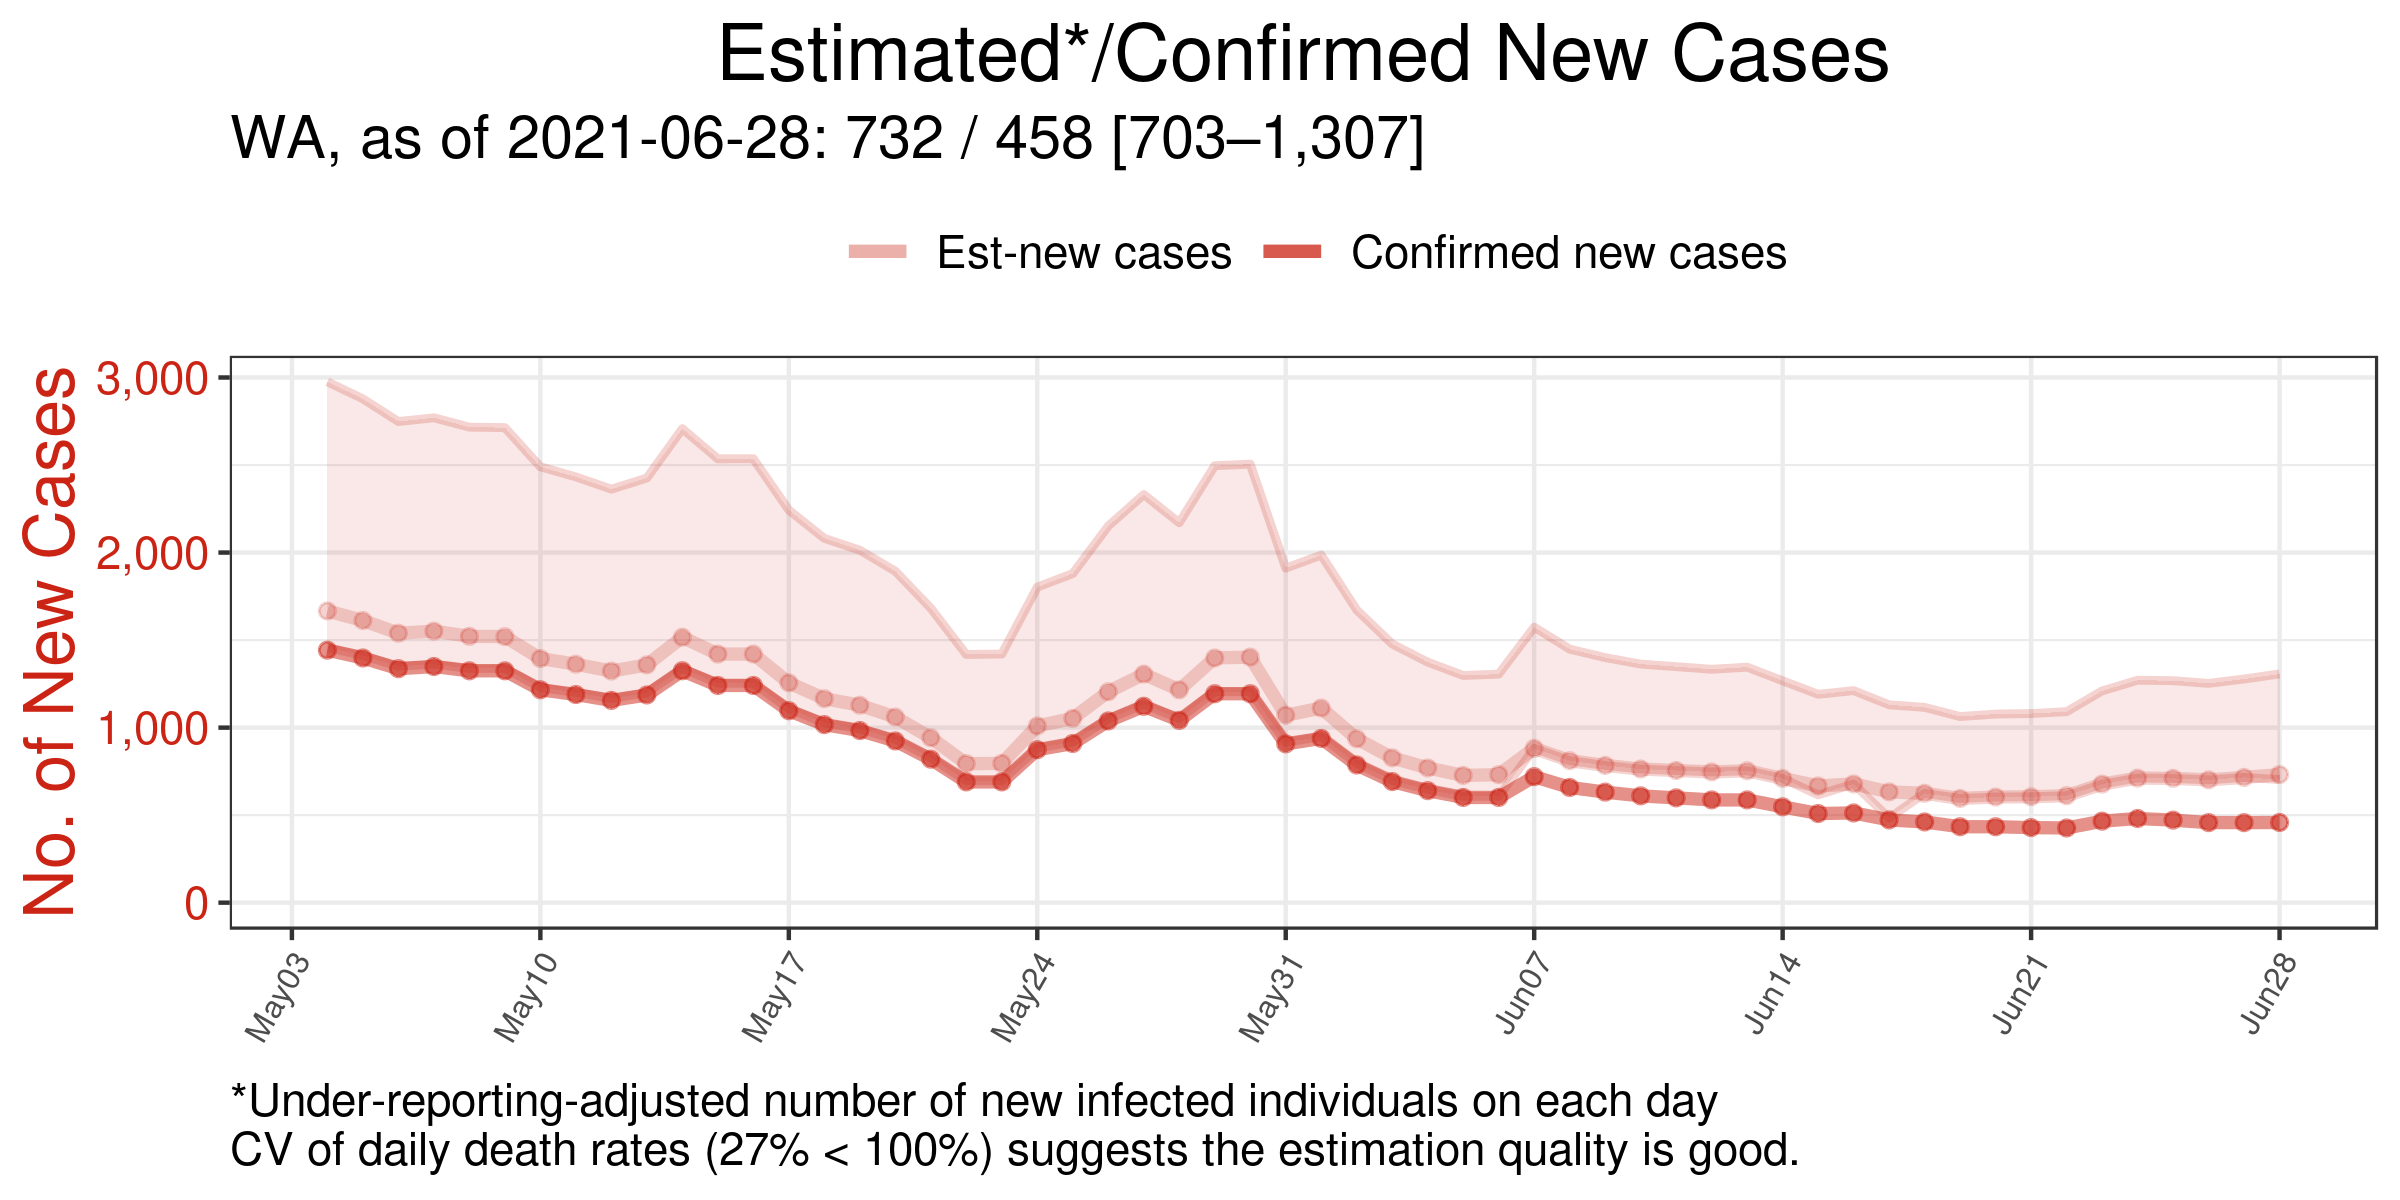 Estimated*/Confirmed New Cases
WA, as of 2021-06-28: 732 / 458 [703–1,307]
Est-new cases Confirmed new cases
No. of New Cases
3,000
2,000
1,000
0
May03 May10 May17 May24 May31 Jun07 Jun14 Jun21 Jun28
*Under-reporting-adjusted number of new infected individuals on each day
CV of daily death rates (27% < 100%) suggests the estimation quality is good.